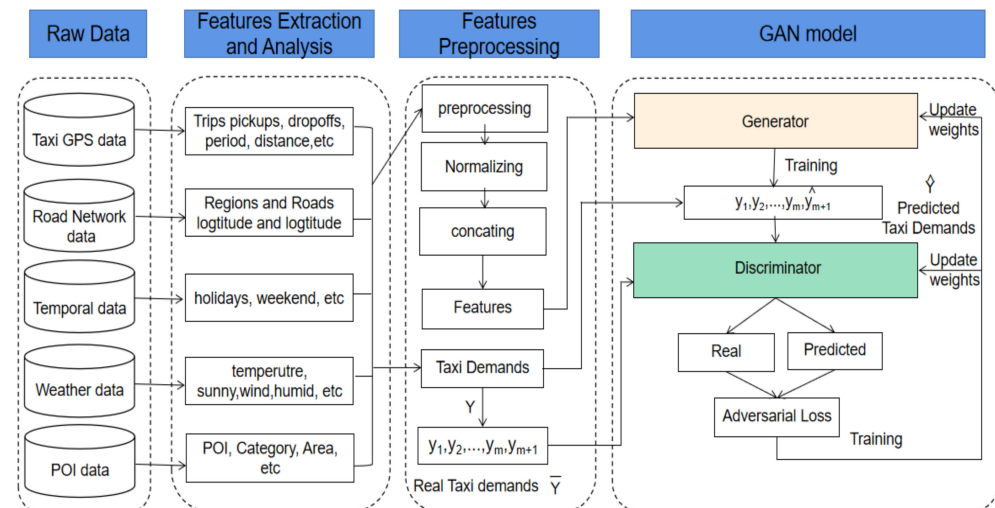 Raw Data
Features Extraction
and Analysis
Features
Preprocessing
GAN model
Taxi GPS data
Road Network
data
Temporal data
Weather data
POI data
Trips pickups, dropoffs,
period, distance,etc
Regions and Roads
logtitude and logtitude
holidays, weekend, etc
temperutre,
sunny,wind,humid, etc
POI, Category, Area,
etc
preprocessing
Normalizing
concating
Features
Taxi Demands
Y
y₁,y₂,...,yₘ,yₘ₊₁
Real Taxi demands Y̅
Generator
Update
weights
Training
y₁,y₂,...,yₘ,ŷₘ₊₁
Ŷ
Predicted
Taxi Demands
Discriminator
Update
weights
Real
Predicted
Adversarial Loss
Training